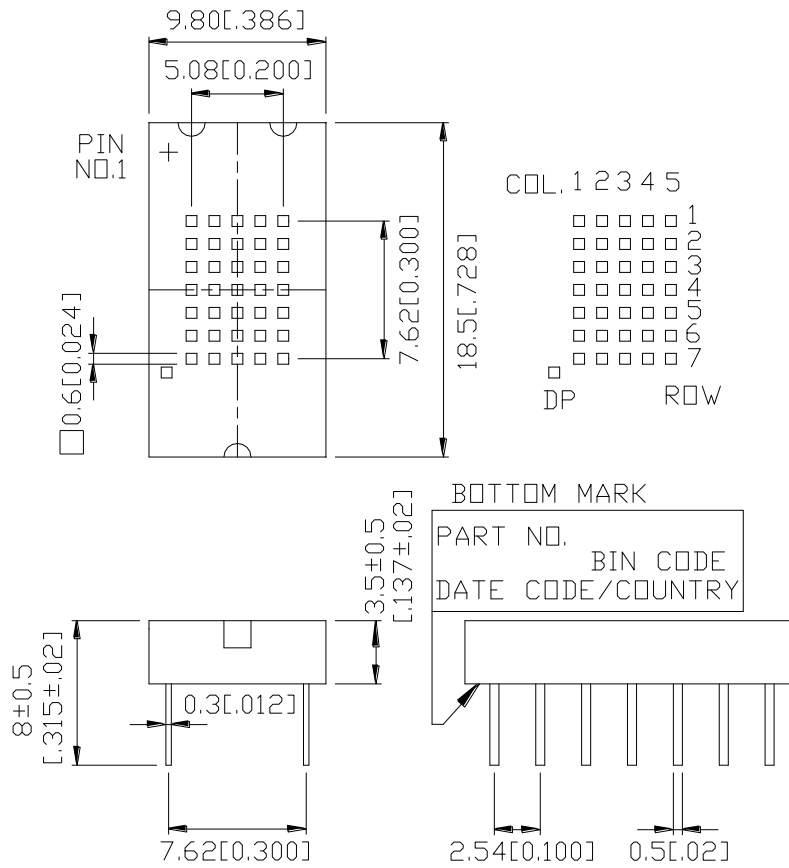 9.80[.386]
5.08[0.200]
PIN
NO.1
+
7.62[0.300]
18.5[.728]
□0.6[0.024]
COL. 1 2 3 4 5
1
2
3
4
5
6
7
DP
ROW
BOTTOM MARK
PART NO.
BIN CODE
DATE CODE/COUNTRY
3.5±0.5
[.137±.02]
8±0.5
[.315±.02]
0.3[.012]
7.62[0.300]
2.54[0.100]
0.5[.02]